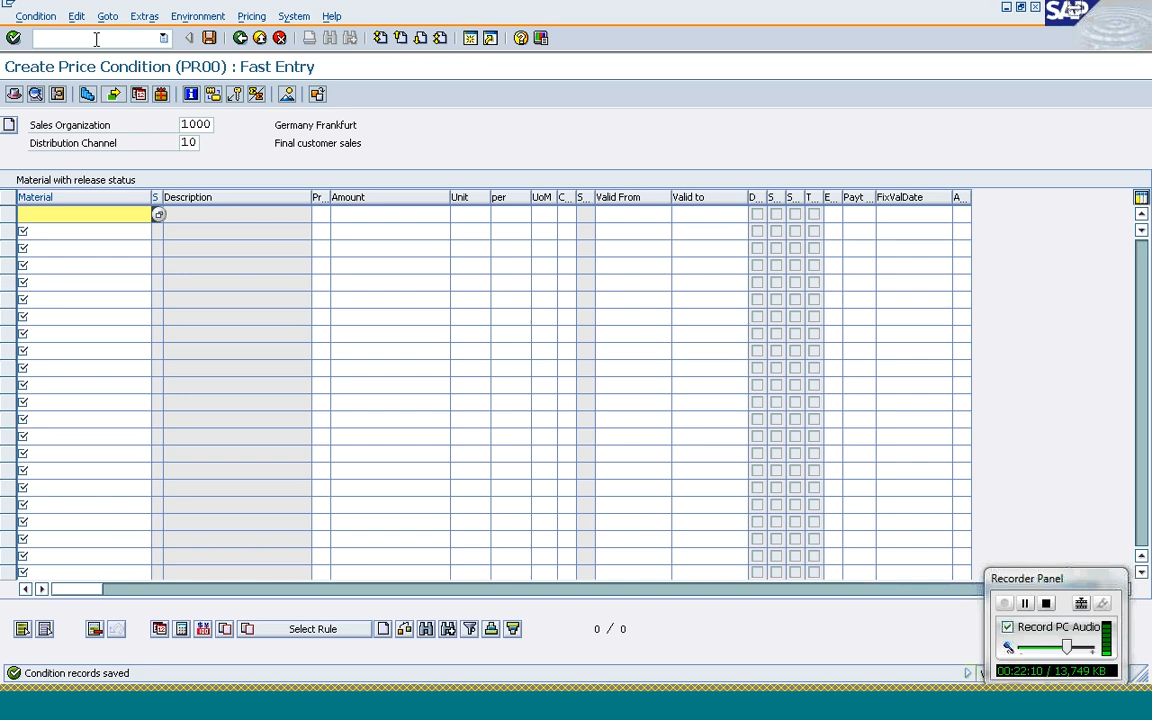 Condition Edit Goto Extras Environment Pricing System Help
SAP
Create Price Condition (PR00) : Fast Entry
Sales Organization 1000 Germany Frankfurt
Distribution Channel 10 Final customer sales
Material with release status
Material S Description Pr... Amount Unit per UoM C... S... Valid From Valid to D... S... S... T... E... Payt ... FixValDate A...
Select Rule 0 / 0
Condition records saved
Recorder Panel
Record PC Audio
00:22:10 / 13,749 KB